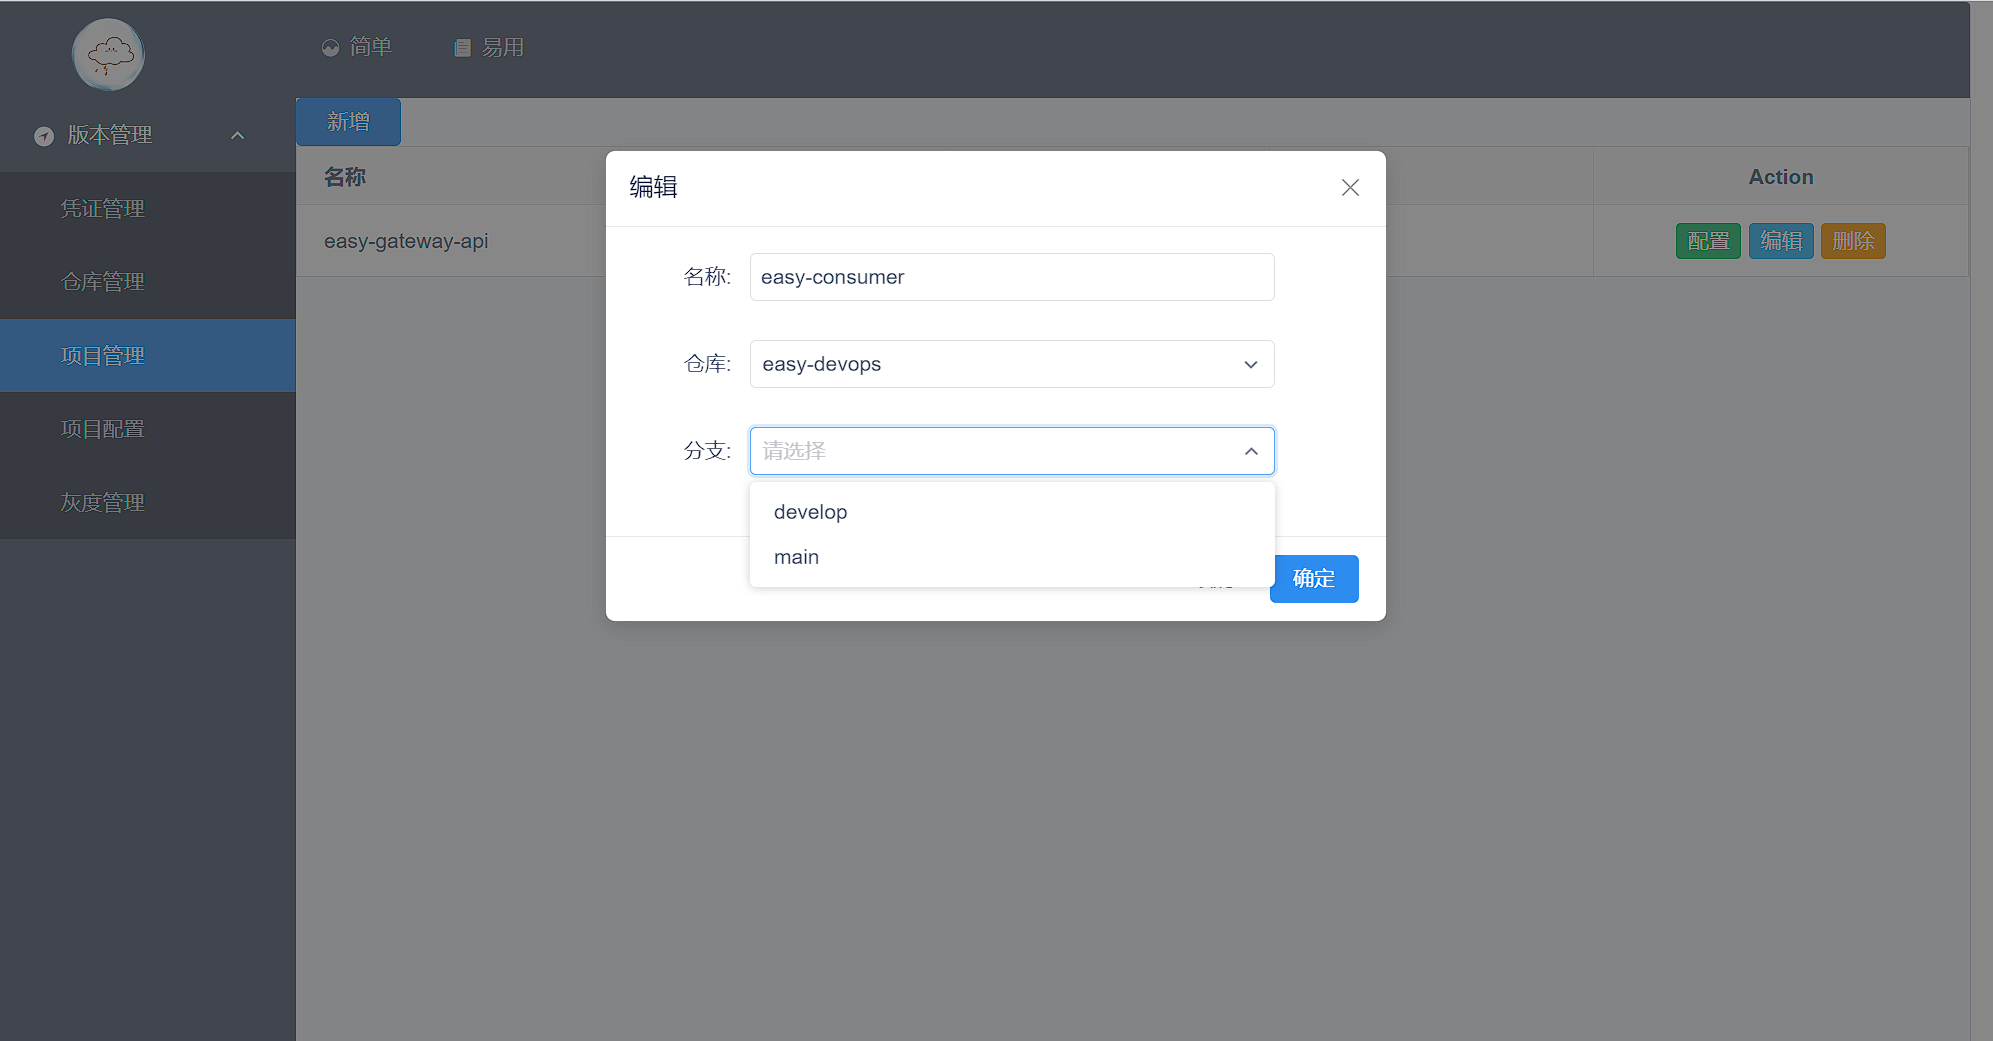 简单
易用
版本管理
凭证管理
仓库管理
项目管理
项目配置
灰度管理
新增
名称
Action
easy-gateway-api
配置
编辑
删除
编辑
名称:
easy-consumer
仓库:
easy-devops
分支:
请选择
develop
main
确定